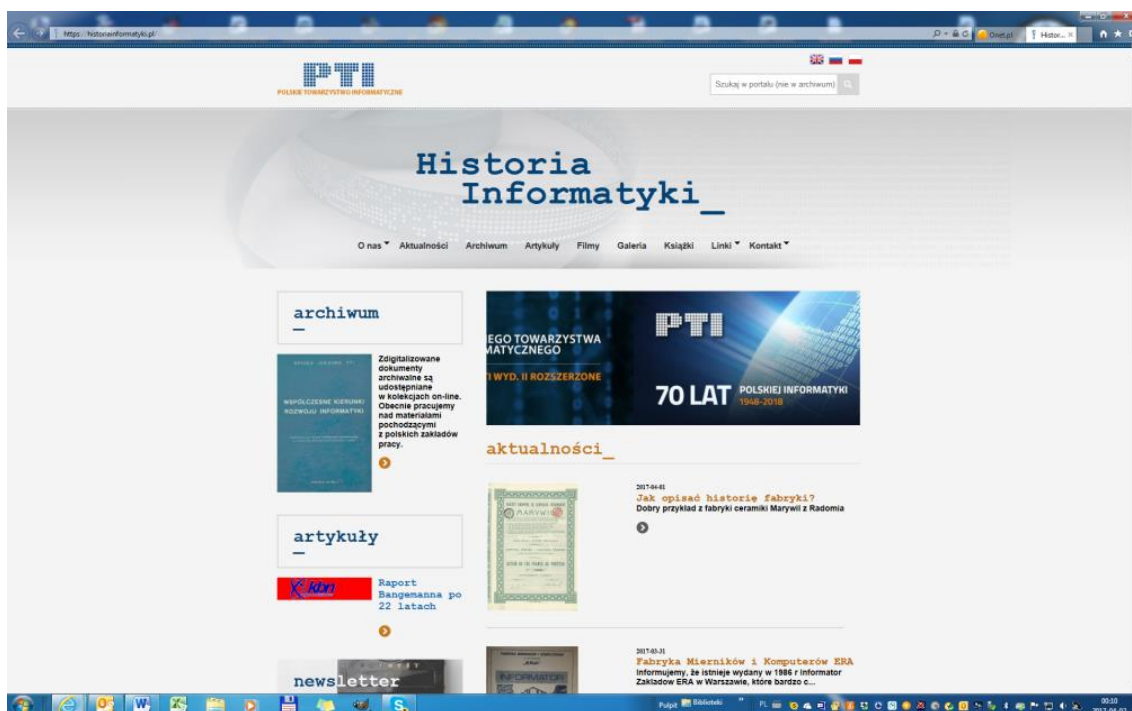 https://historiainformatyki.pl/
Onet.pl
Histor...
PTI
POLSKIE TOWARZYSTWO INFORMATYCZNE
Szukaj w portalu (nie w archiwum)
Historia
Informatyki_
O nas Aktualności Archiwum Artykuły Filmy Galeria Książki Linki Kontakt
archiwum
WSPÓŁCZESNE KIERUNKI
ROZWOJU INFORMATYKI
Zdigitalizowane
dokumenty
archiwalne są
udostępniane
w kolekcjach on-line.
Obecnie pracujemy
nad materiałami
pochodzącymi
z polskich zakładów
pracy.
artykuły
kbn
Raport
Bangemanna po
22 latach
newsletter
EGO TOWARZYSTWA
MATYCZNEGO
I WYD. II ROZSZERZONE
PTI
70 LAT POLSKIEJ INFORMATYKI
1948-2018
aktualności_
MARYWIL
2017-04-01
Jak opisać historię fabryki?
Dobry przykład z fabryki ceramiki Marywil z Radomia
INFORMATOR
2017-03-31
Fabryka Mierników i Komputerów ERA
Informujemy, że istnieje wydany w 1986 r Informator
Zakładow ERA w Warszawie, które bardzo c...
Pulpit Biblioteki
PL
00:10
2017-04-02